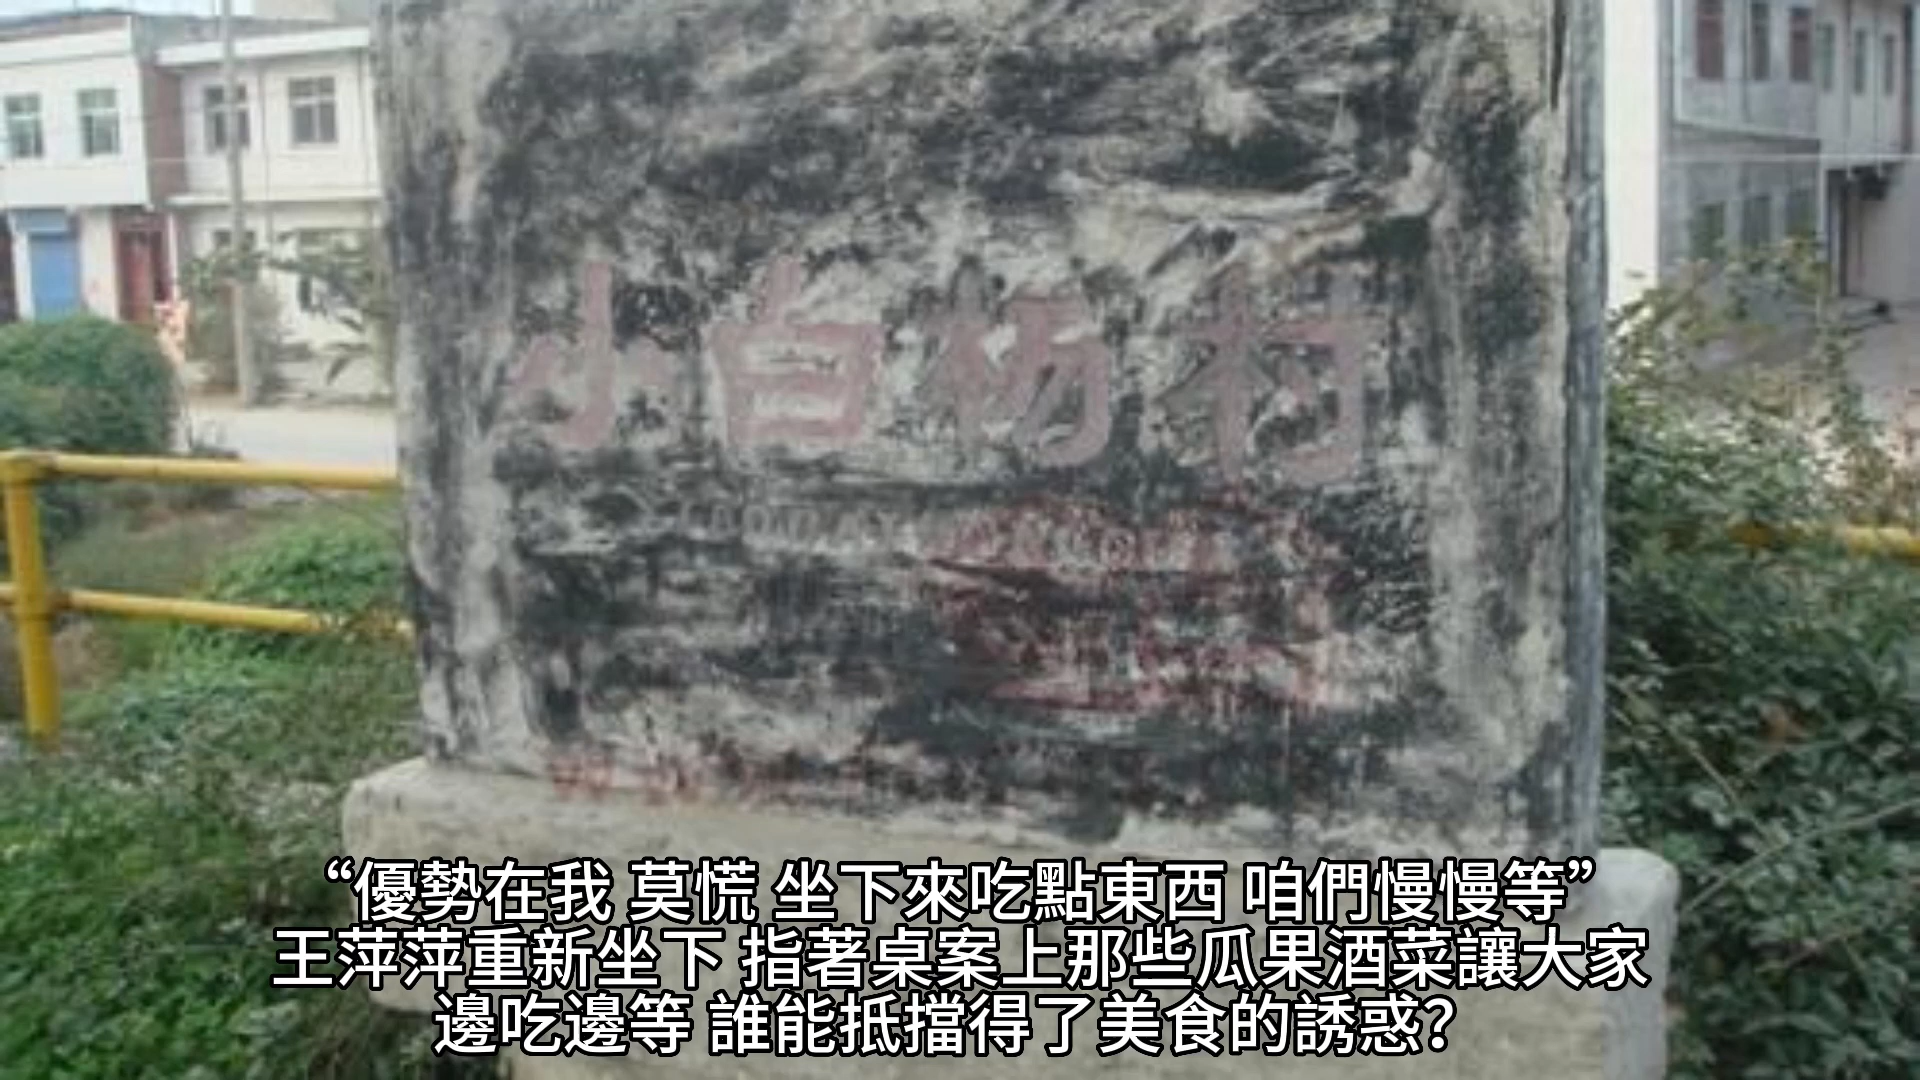 小白杨村
“優勢在我 莫慌 坐下來吃點東西 咱們慢慢等”
王萍萍重新坐下 指著桌案上那些瓜果酒菜讓大家
邊吃邊等 誰能抵擋得了美食的誘惑？